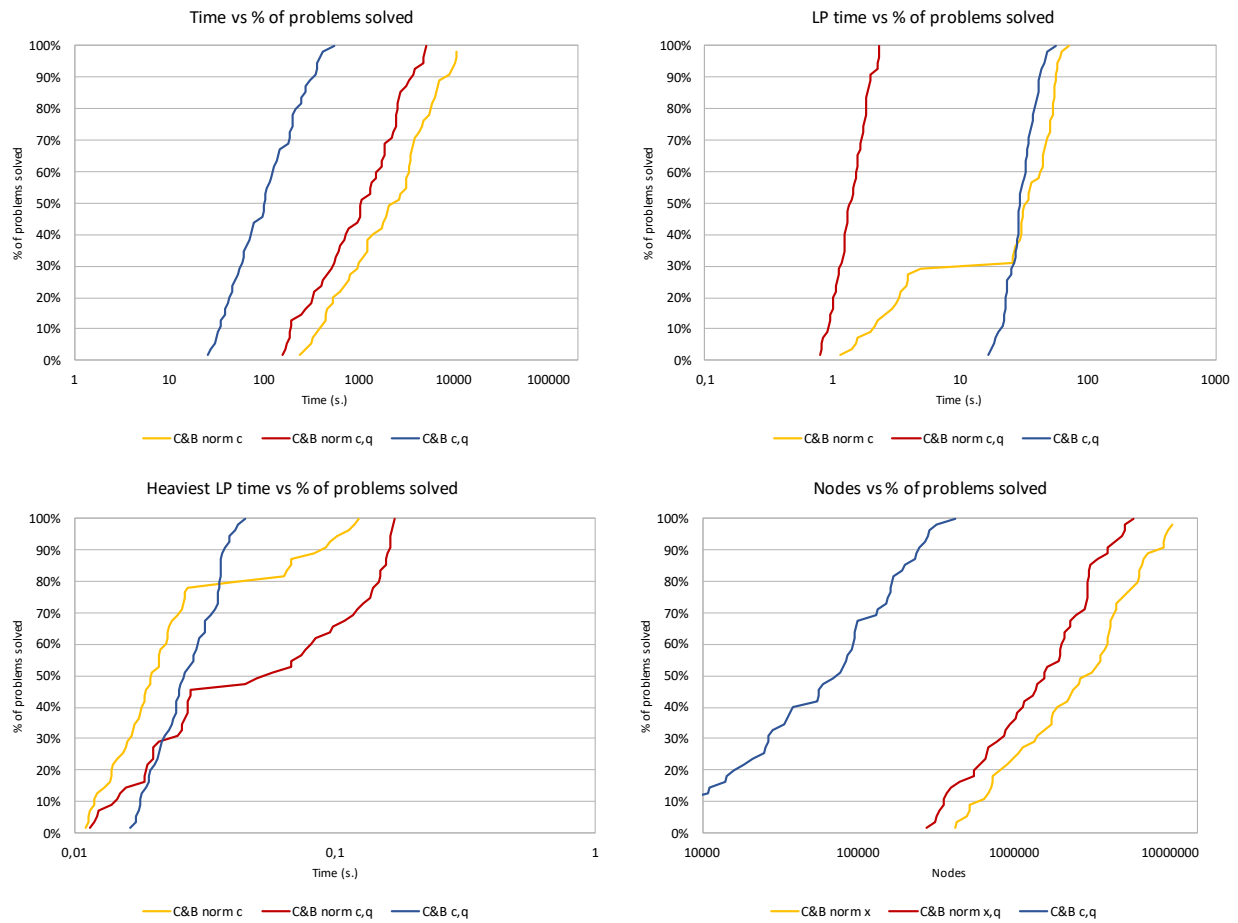 Time vs % of problems solved
100%
90%
80%
70%
60%
50%
40%
30%
20%
10%
0%
% of problems solved
1 10 100 1000 10000 100000
Time (s.)
C&B norm c C&B norm c,q C&B c,q
LP time vs % of problems solved
100%
90%
80%
70%
60%
50%
40%
30%
20%
10%
0%
% of problems solved
0,1 1 10 100 1000
Time (s.)
C&B norm c C&B norm c,q C&B c,q
Heaviest LP time vs % of problems solved
100%
90%
80%
70%
60%
50%
40%
30%
20%
10%
0%
% of problems solved
0,01 0,1 1
Time (s.)
C&B norm c C&B norm c,q C&B c,q
Nodes vs % of problems solved
100%
90%
80%
70%
60%
50%
40%
30%
20%
10%
0%
% of problems solved
10000 100000 1000000 10000000
Nodes
C&B norm x C&B norm x,q C&B c,q